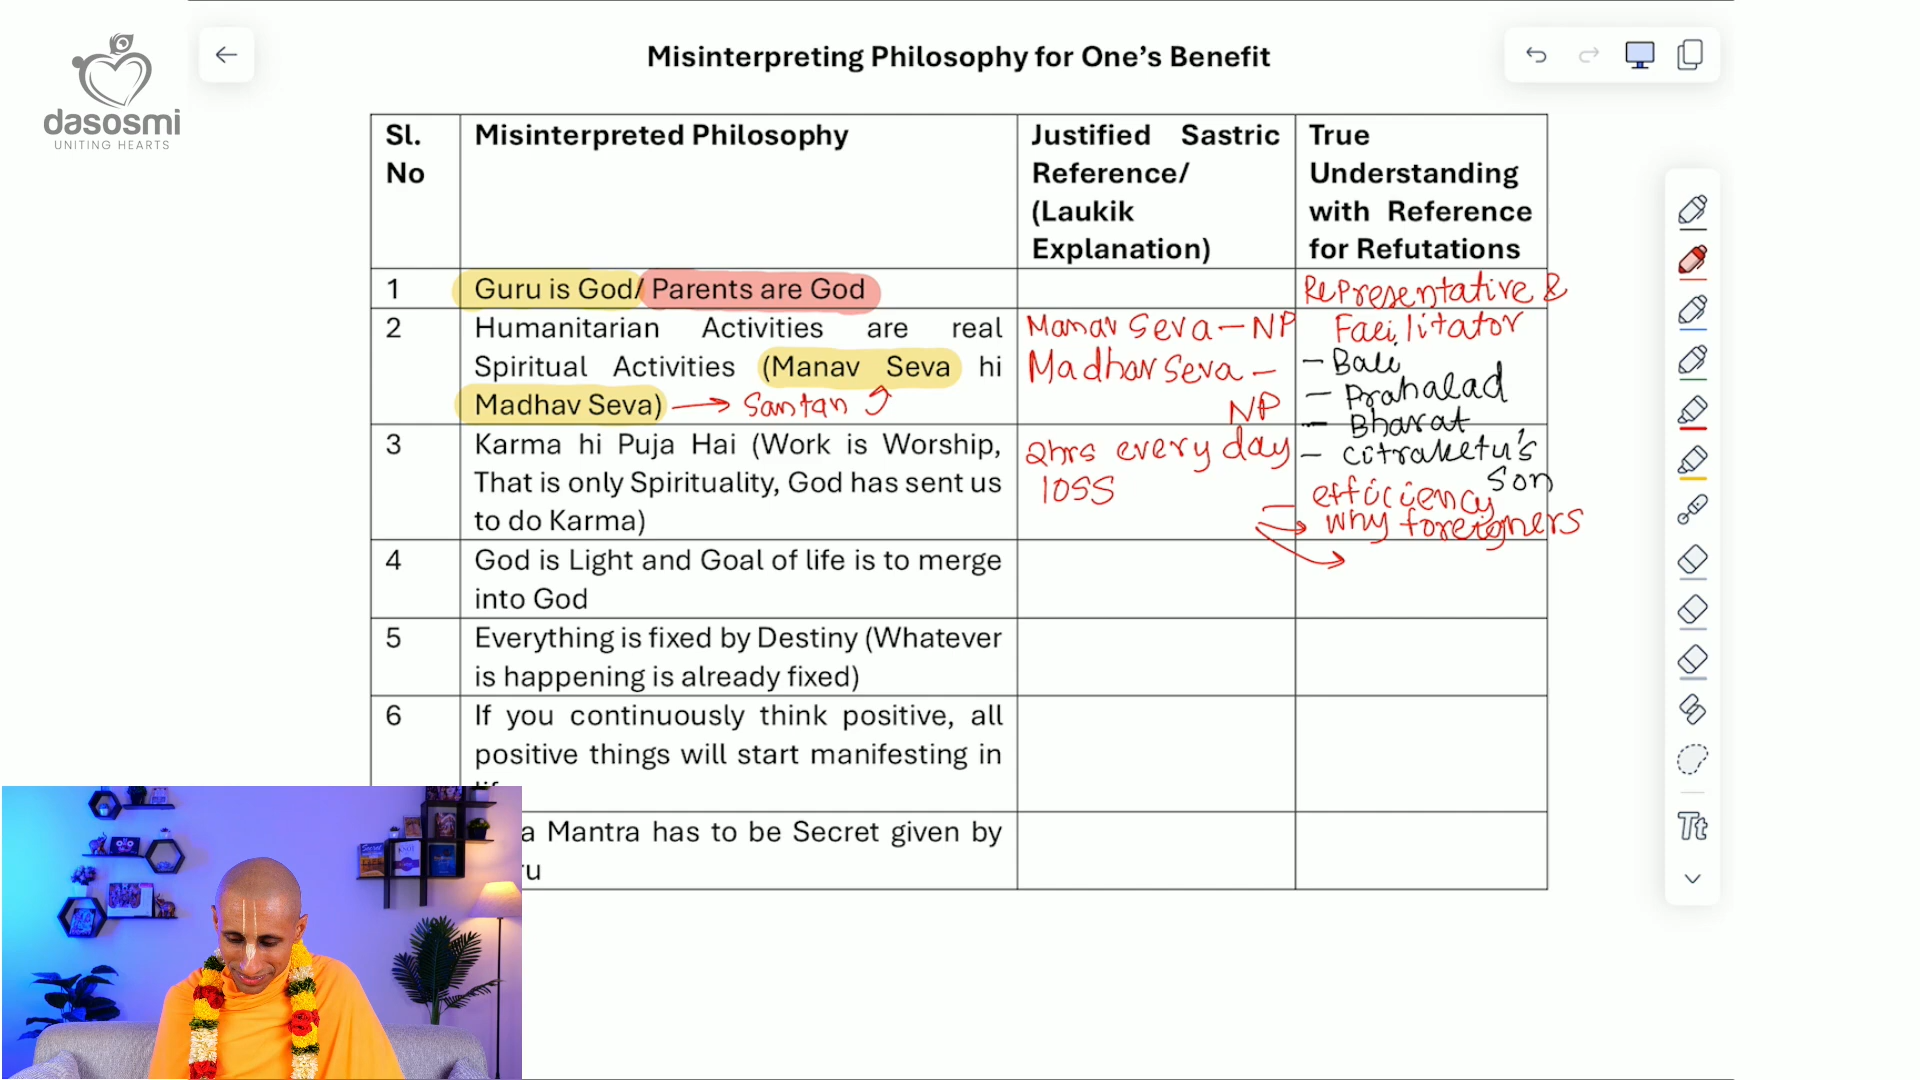 dasosmi
UNITING HEARTS
Misinterpreting Philosophy for One's Benefit
Sl. No
Misinterpreted Philosophy
Justified Sastric
Reference/
(Laukik
Explanation)
True
Understanding
with Reference
for Refutations
1
Guru is God/ Parents are God
Representative &
Facilitator
2
Humanitarian Activities are real
Spiritual Activities (Manav Seva hi
Madhav Seva)
Santan
Manav Seva - NP
Madhav Seva -
NP
- Bali
- Prahalad
- Bharat
- Citraketu's
Son
3
Karma hi Puja Hai (Work is Worship,
That is only Spirituality, God has sent us
to do Karma)
2hrs every day
loss
efficiency
why foreigners
4
God is Light and Goal of life is to merge
into God
5
Everything is fixed by Destiny (Whatever
is happening is already fixed)
6
If you continuously think positive, all
positive things will start manifesting in
a Mantra has to be Secret given by
ru
Tt